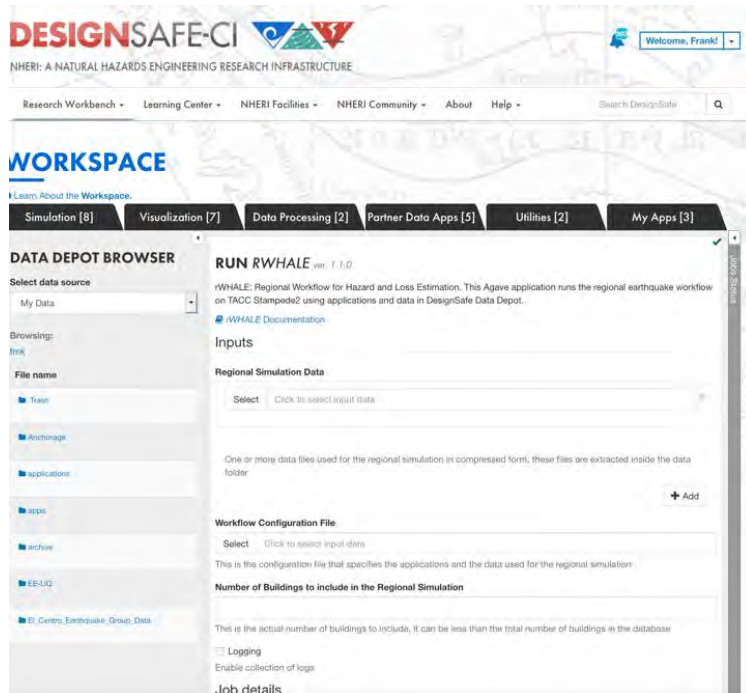 DESIGNSAFE-CI
NHERI: A NATURAL HAZARDS ENGINEERING RESEARCH INFRASTRUCTURE
Welcome, Frank!
Research Workbench
Learning Center
NHERI Facilities
NHERI Community
About
Help
Search DesignSafe
WORKSPACE
Learn About the Workspace.
Simulation [8]
Visualization [7]
Data Processing [2]
Partner Data Apps [5]
Utilities [2]
My Apps [3]
DATA DEPOT BROWSER
Select data source
My Data
Browsing:
fmk
File name
Trash
Anchorage
applications
apps
archive
EE-UQ
El_Centro_Earthquake_Group_Data
RUN RWHALE ver. 1.1.0
rWHALE: Regional Workflow for Hazard and Loss Estimation. This Agave application runs the regional earthquake workflow
on TACC Stampede2 using applications and data in DesignSafe Data Depot.
rWHALE Documentation
Inputs
Regional Simulation Data
Select Click to select input data
One or more data files used for the regional simulation in compressed form, these files are extracted inside the data
folder
+ Add
Workflow Configuration File
Select Click to select input data
This is the configuration file that specifies the applications and the data used for the regional simulation
Number of Buildings to include in the Regional Simulation
This is the actual number of buildings to include, it can be less than the total number of buildings in the database
Logging
Enable collection of logs
Job details
Jobs Status